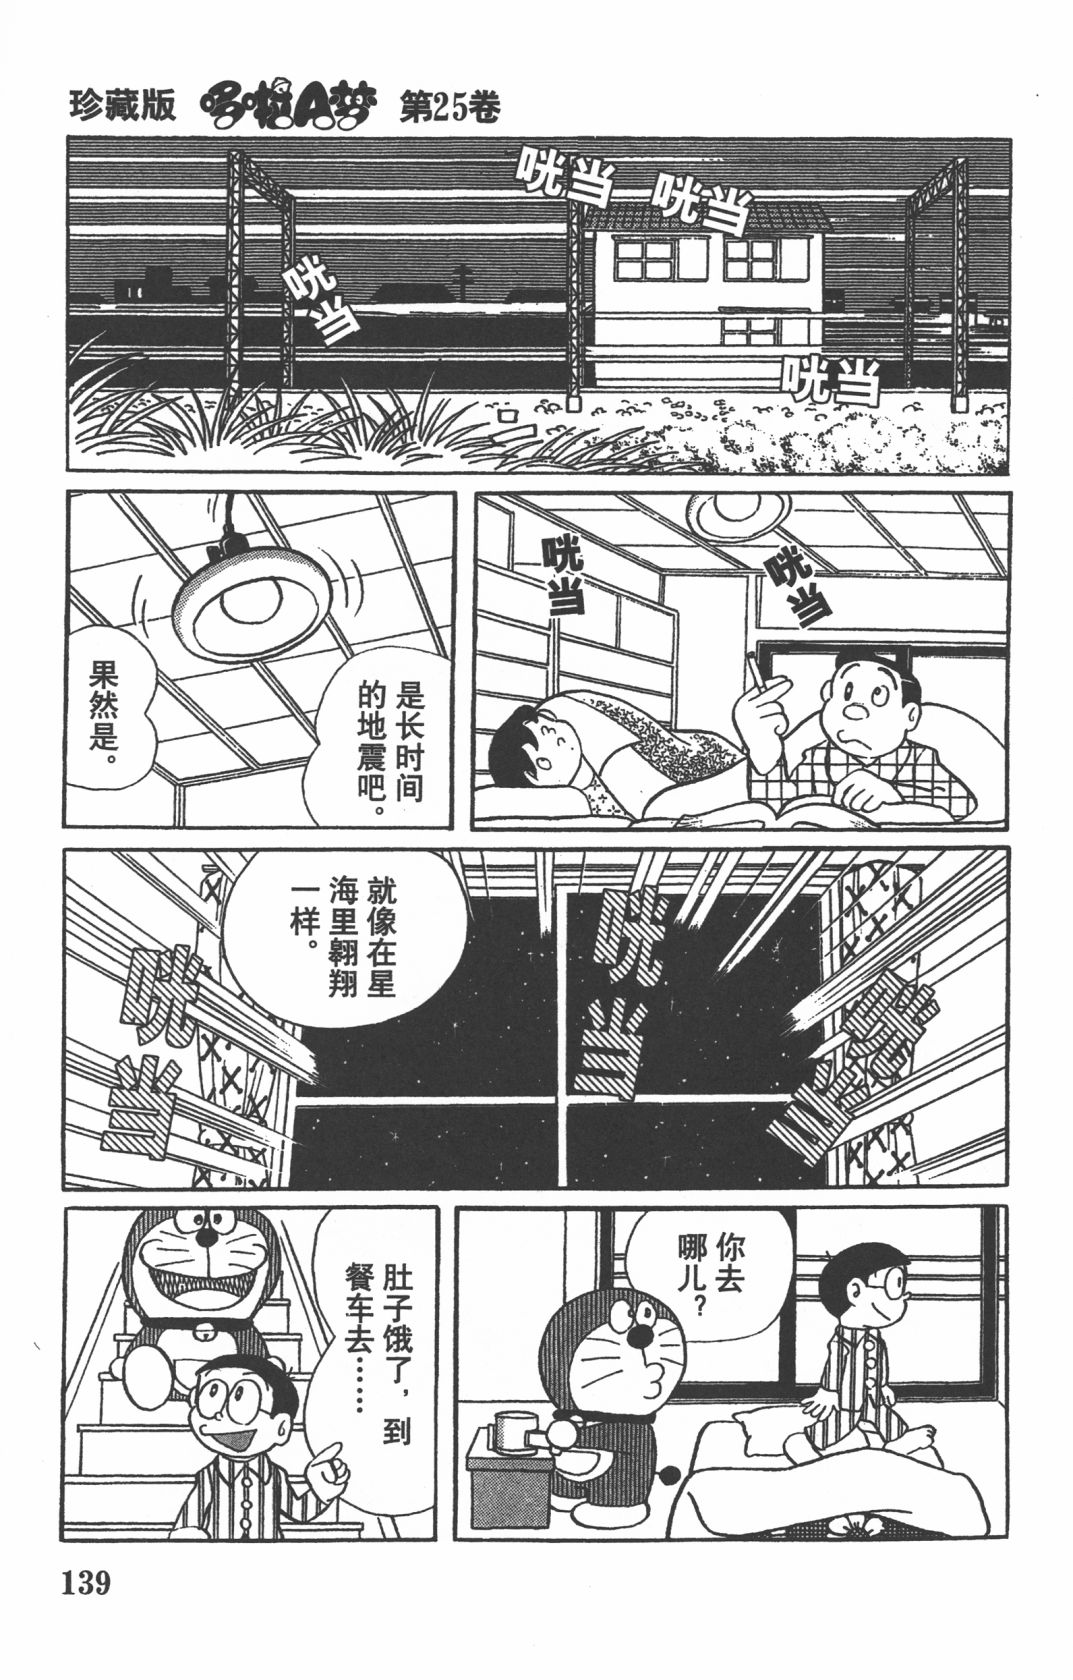 珍藏版 哆啦A梦 第25卷
咣当
咣当
咣当
咣当
咣当
咣当
是长时间
的地震吧。
果然是。
就像在星
海里翱翔
一样。
咣当
咣当
咣当
你去
哪儿？
肚子饿了，到
餐车去……
139